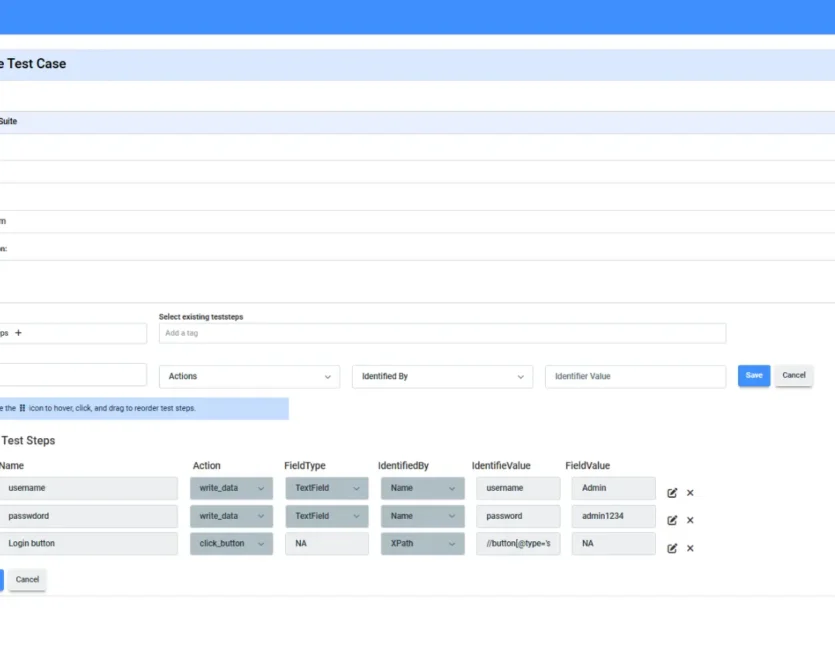 e Test Case
Suite
m
on:
Select existing teststeps
ps +
Add a tag
Actions
Identified By
Identifier Value
Save
Cancel
e the ⠿ icon to hover, click, and drag to reorder test steps.
Test Steps
Name Action FieldType IdentifiedBy IdentifieValue FieldValue
username write_data TextField Name username Admin
passwdord write_data TextField Name password admin1234
Login button click_button NA XPath //button[@type='s NA
Cancel